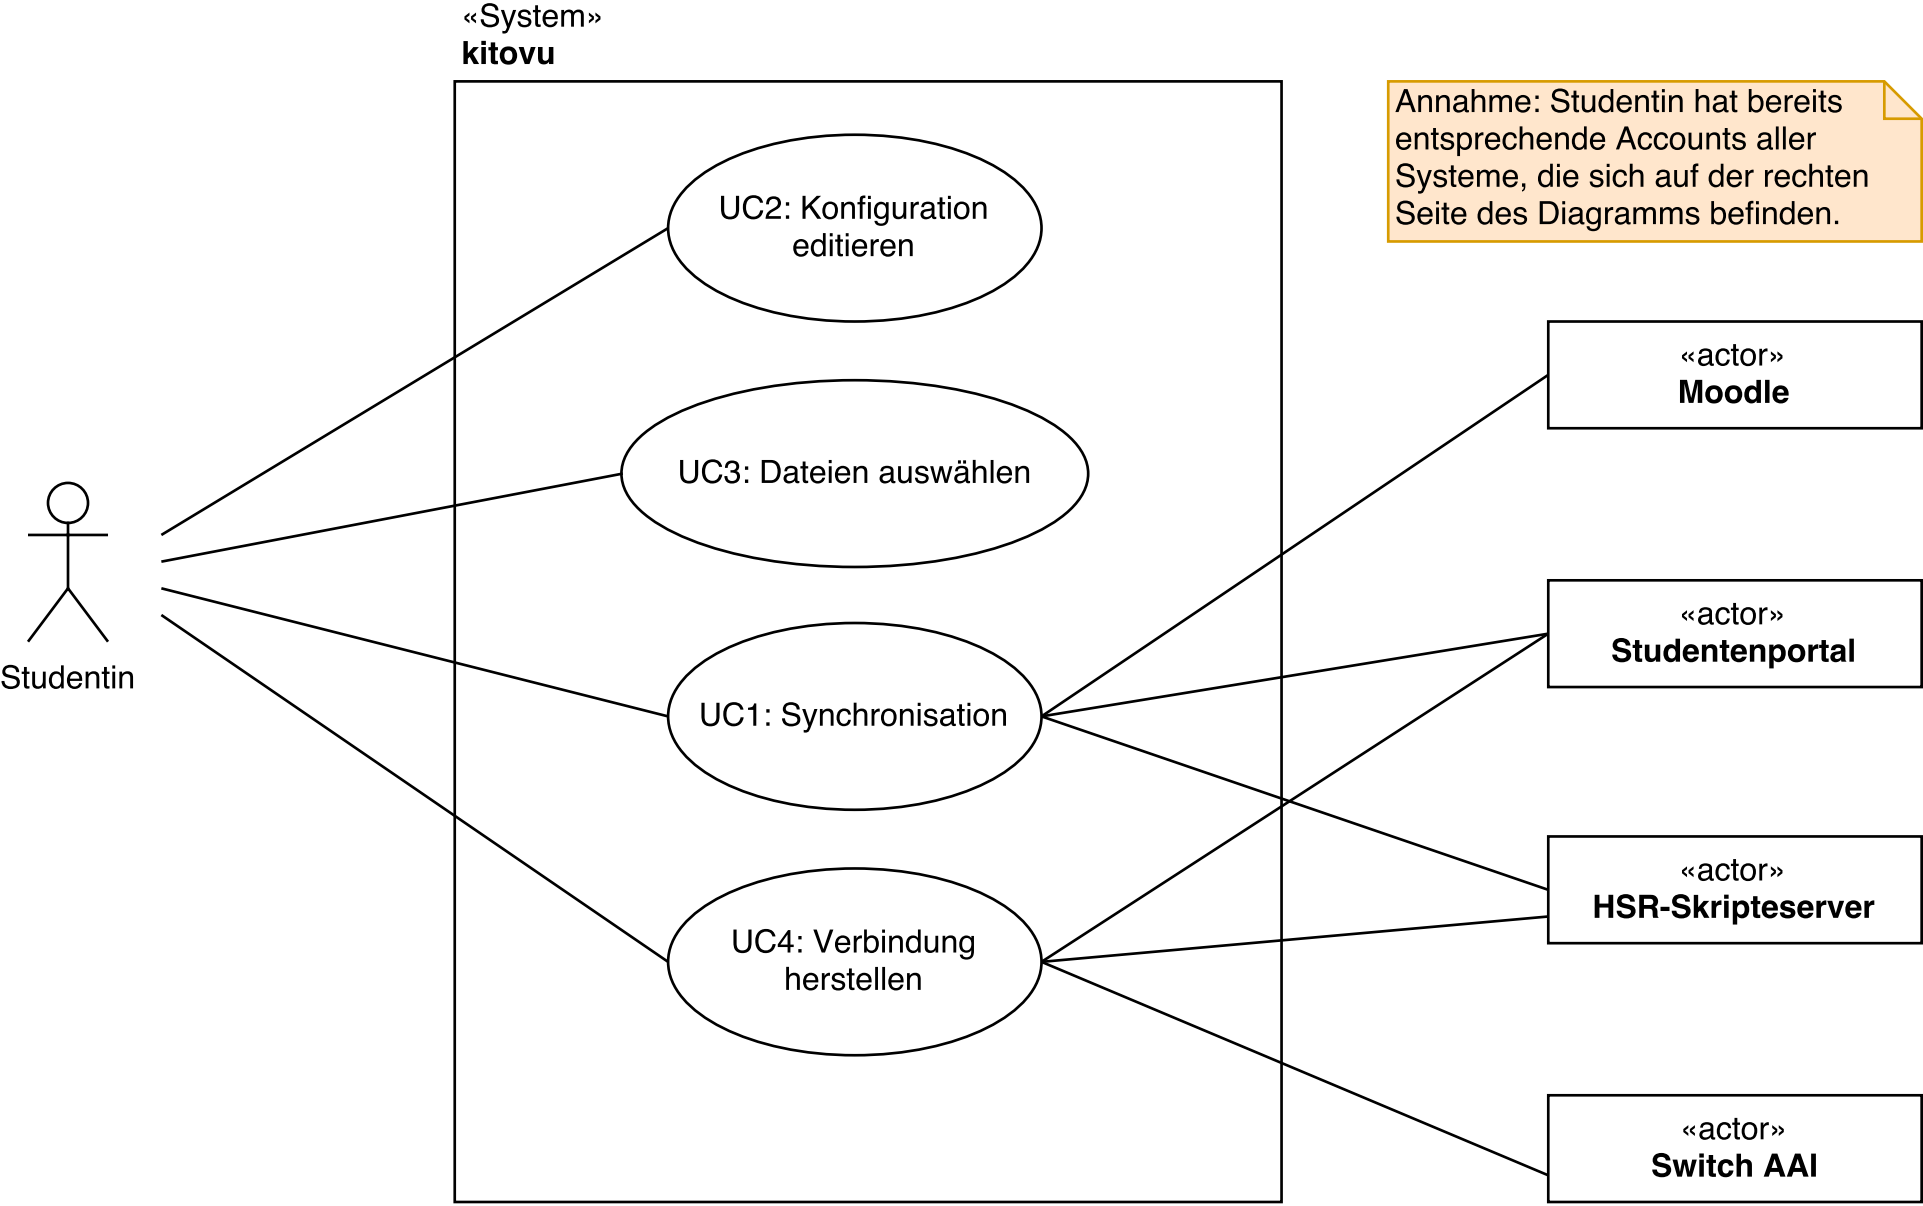 «System»
kitovu
Annahme: Studentin hat bereits
entsprechende Accounts aller
Systeme, die sich auf der rechten
Seite des Diagramms befinden.
UC2: Konfiguration
editieren
«actor»
Moodle
UC3: Dateien auswählen
«actor»
Studentenportal
Studentin
UC1: Synchronisation
«actor»
HSR-Skripteserver
UC4: Verbindung
herstellen
«actor»
Switch AAI